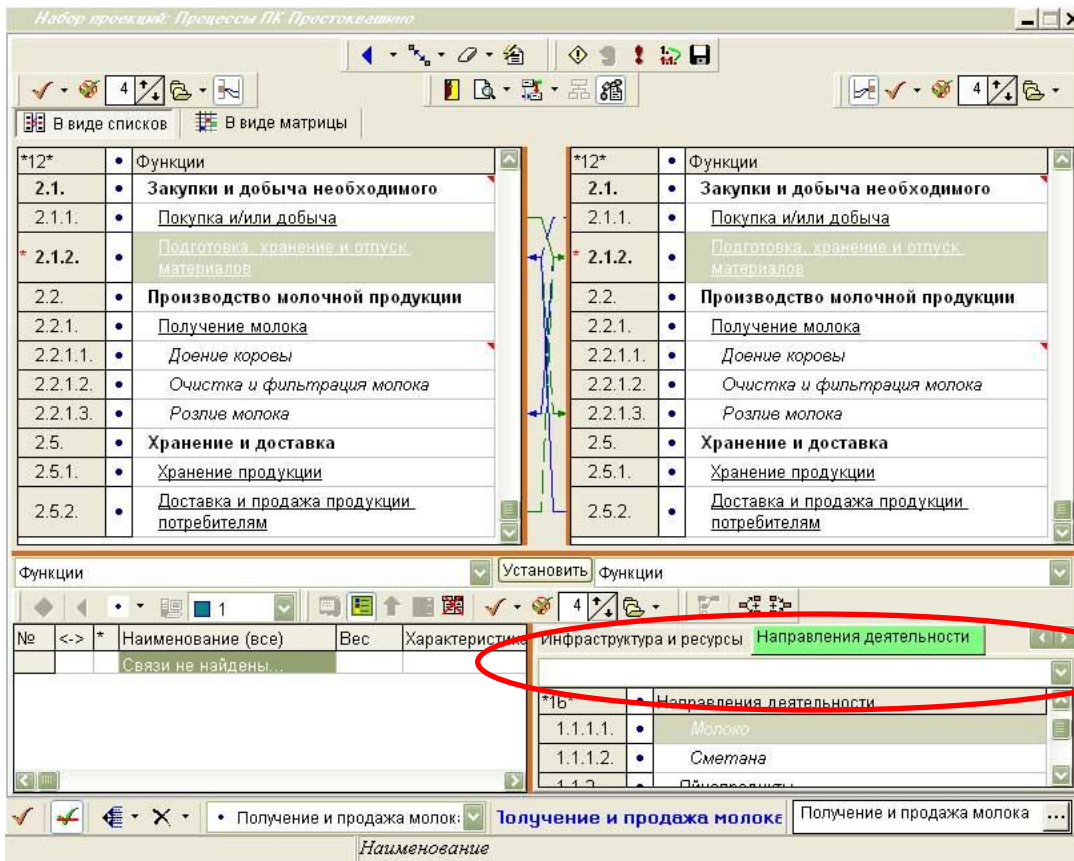 Набор проекций: Процессы ПК Простоквашино
4 4
В виде списков В виде матрицы
*12* • Функции
2.1. • Закупки и добыча необходимого
2.1.1. • Покупка и/или добыча
* 2.1.2. • Подготовка, хранение и отпуск
материалов
2.2. • Производство молочной продукции
2.2.1. • Получение молока
2.2.1.1. • Доение коровы
2.2.1.2. • Очистка и фильтрация молока
2.2.1.3. • Розлив молока
2.5. • Хранение и доставка
2.5.1. • Хранение продукции
2.5.2. • Доставка и продажа продукции
потребителям
*12* • Функции
2.1. • Закупки и добыча необходимого
2.1.1. • Покупка и/или добыча
* 2.1.2. • Подготовка, хранение и отпуск
материалов
2.2. • Производство молочной продукции
2.2.1. • Получение молока
2.2.1.1. • Доение коровы
2.2.1.2. • Очистка и фильтрация молока
2.2.1.3. • Розлив молока
2.5. • Хранение и доставка
2.5.1. • Хранение продукции
2.5.2. • Доставка и продажа продукции
потребителям
Функции Установить Функции
1 4
№ <-> * Наименование (все) Вес Характеристика
Связи не найдены...
Инфраструктура и ресурсы Направления деятельности
*16* • Направления деятельности
1.1.1.1. • Молоко
1.1.1.2. • Сметана
1.1.2.
• Получение и продажа молок Получение и продажа молока Получение и продажа молока ...
Наименование